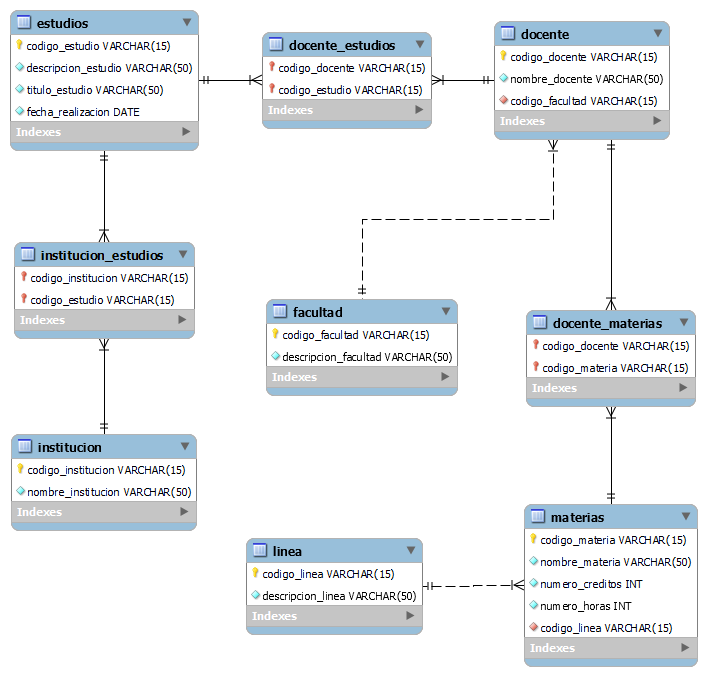 estudios
codigo_estudio VARCHAR(15)
descripcion_estudio VARCHAR(50)
titulo_estudio VARCHAR(50)
fecha_realizacion DATE
Indexes
docente_estudios
codigo_docente VARCHAR(15)
codigo_estudio VARCHAR(15)
Indexes
docente
codigo_docente VARCHAR(15)
nombre_docente VARCHAR(50)
codigo_facultad VARCHAR(15)
Indexes
institucion_estudios
codigo_institucion VARCHAR(15)
codigo_estudio VARCHAR(15)
Indexes
facultad
codigo_facultad VARCHAR(15)
descripcion_facultad VARCHAR(50)
Indexes
docente_materias
codigo_docente VARCHAR(15)
codigo_materia VARCHAR(15)
Indexes
institucion
codigo_institucion VARCHAR(15)
nombre_institucion VARCHAR(50)
Indexes
linea
codigo_linea VARCHAR(15)
descripcion_linea VARCHAR(50)
Indexes
materias
codigo_materia VARCHAR(15)
nombre_materia VARCHAR(50)
numero_creditos INT
numero_horas INT
codigo_linea VARCHAR(15)
Indexes